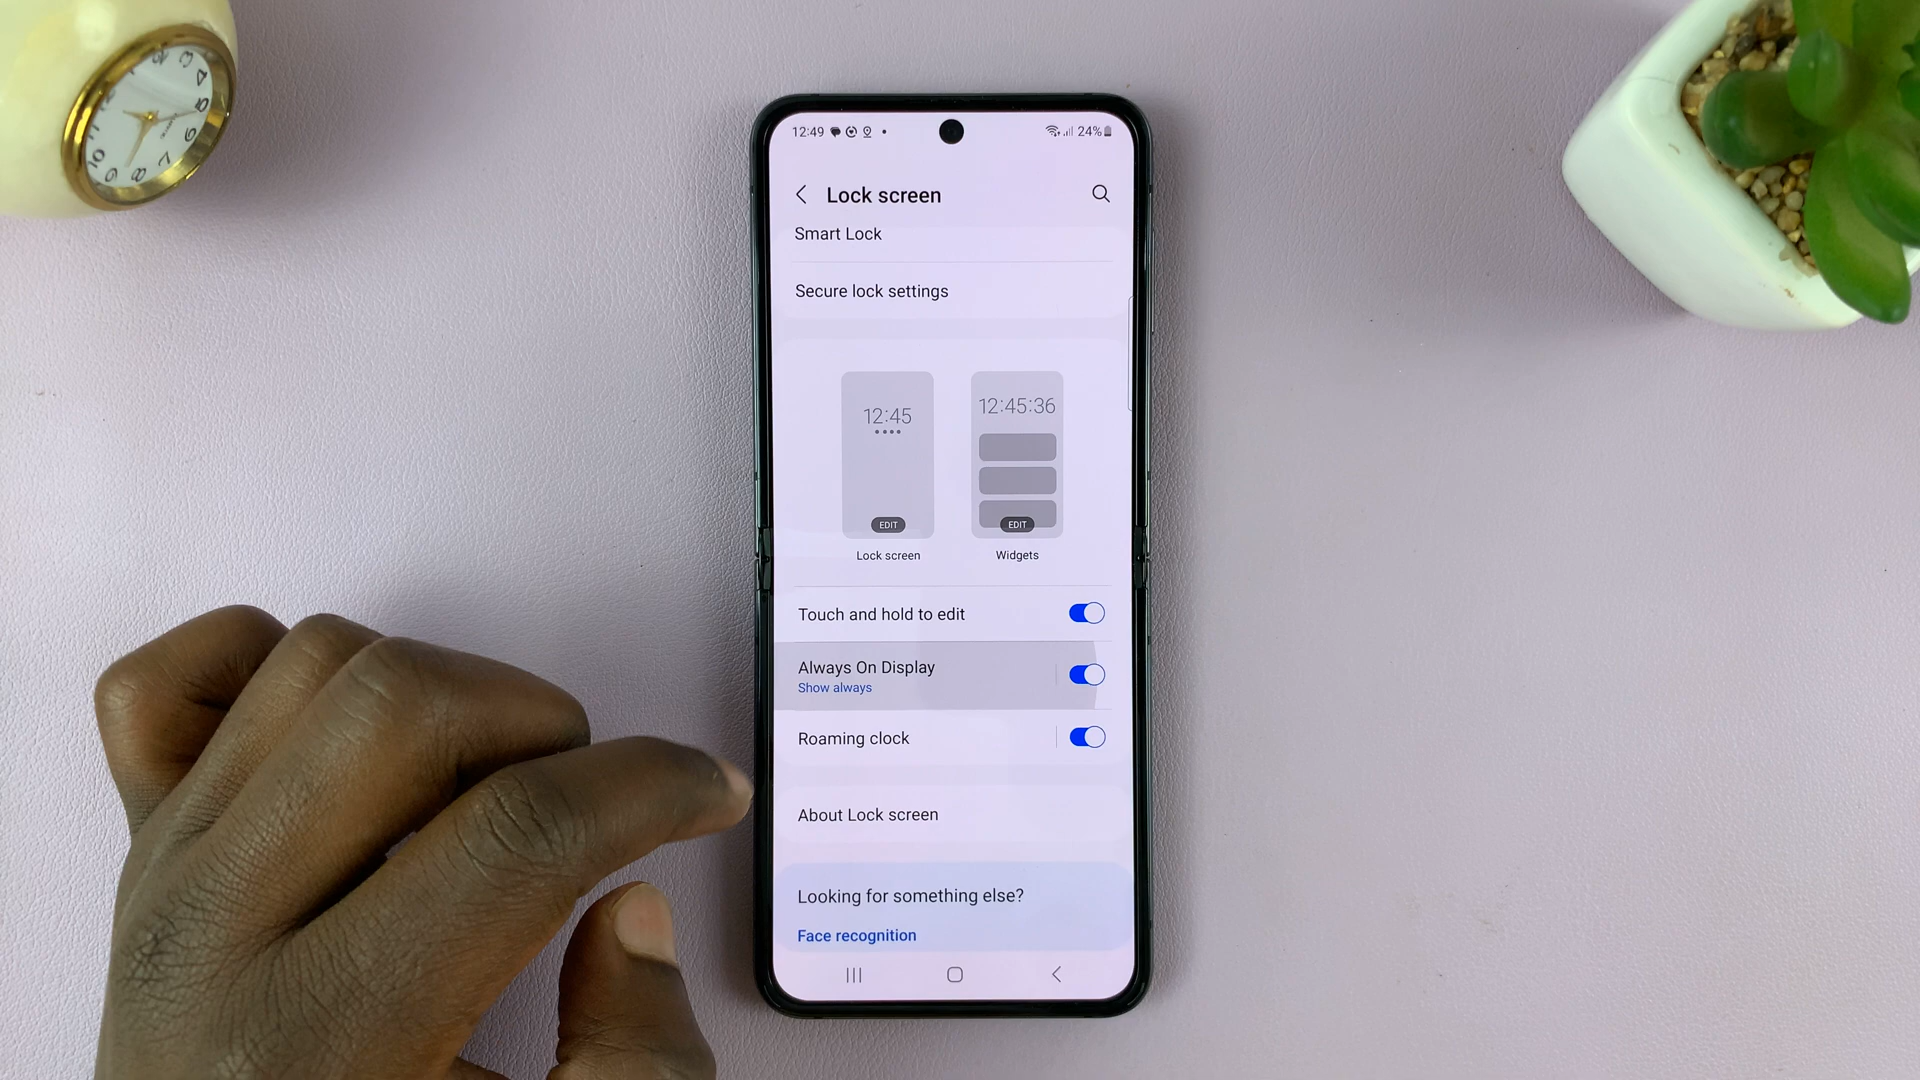 12:49
24%
Lock screen
Smart Lock
Secure lock settings
12:45
12:45:36
EDIT
EDIT
Lock screen
Widgets
Touch and hold to edit
Always On Display
Show always
Roaming clock
About Lock screen
Looking for something else?
Face recognition